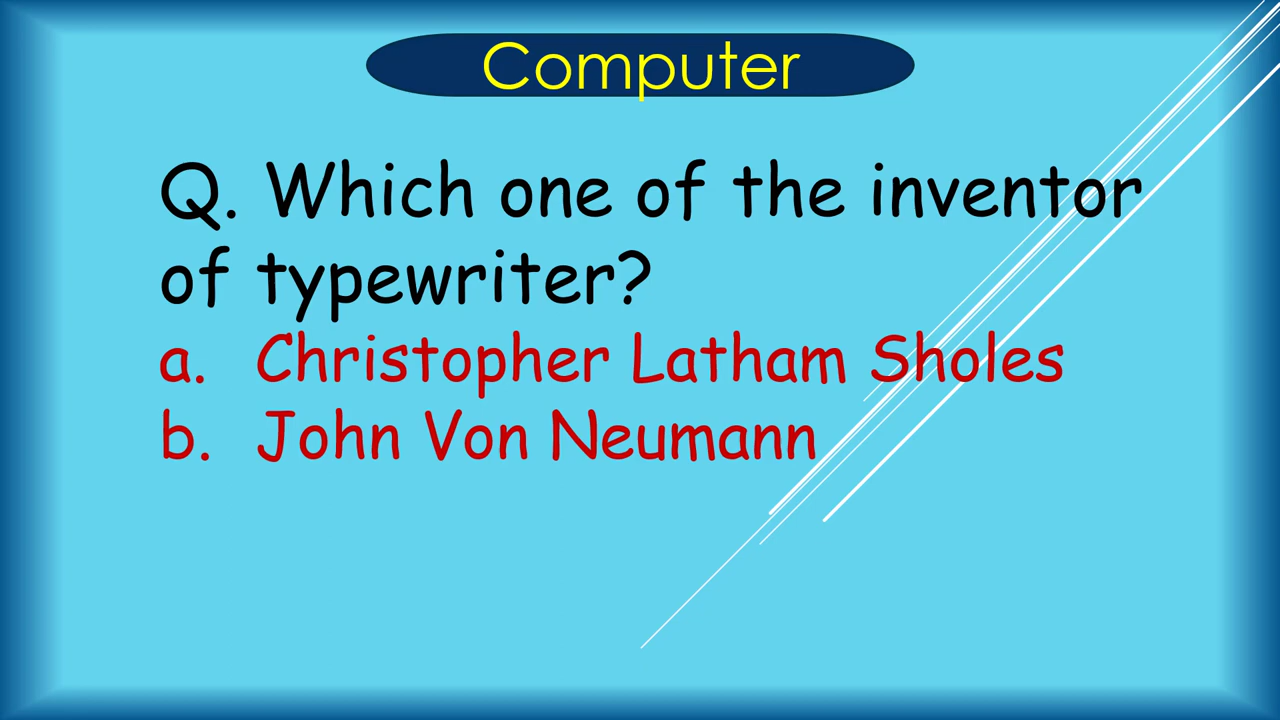 Computer
Q. Which one of the inventor
of typewriter?
a. Christopher Latham Sholes
b. John Von Neumann